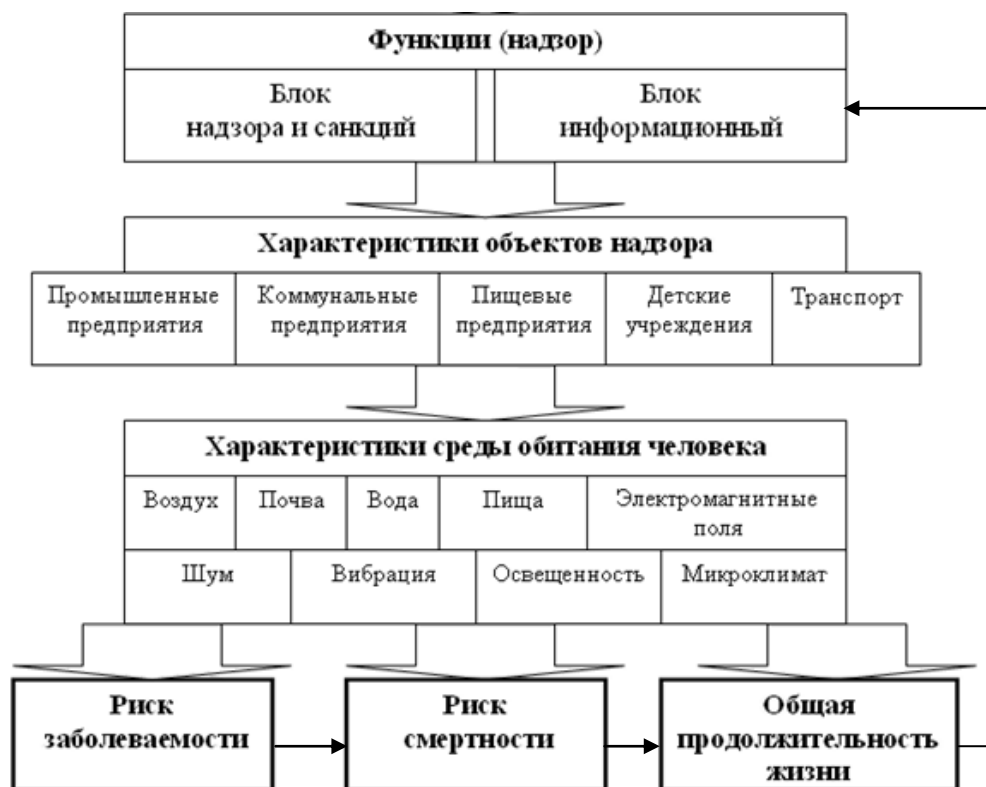 Функции (надзор)
Блок
надзора и санкций
Блок
информационный
Характеристики объектов надзора
Промышленные
предприятия
Коммунальные
предприятия
Пищевые
предприятия
Детские
учреждения
Транспорт
Характеристики среды обитания человека
Воздух
Почва
Вода
Пища
Электромагнитные
поля
Шум
Вибрация
Освещенность
Микроклимат
Риск
заболеваемости
Риск
смертности
Общая
продолжительность
жизни